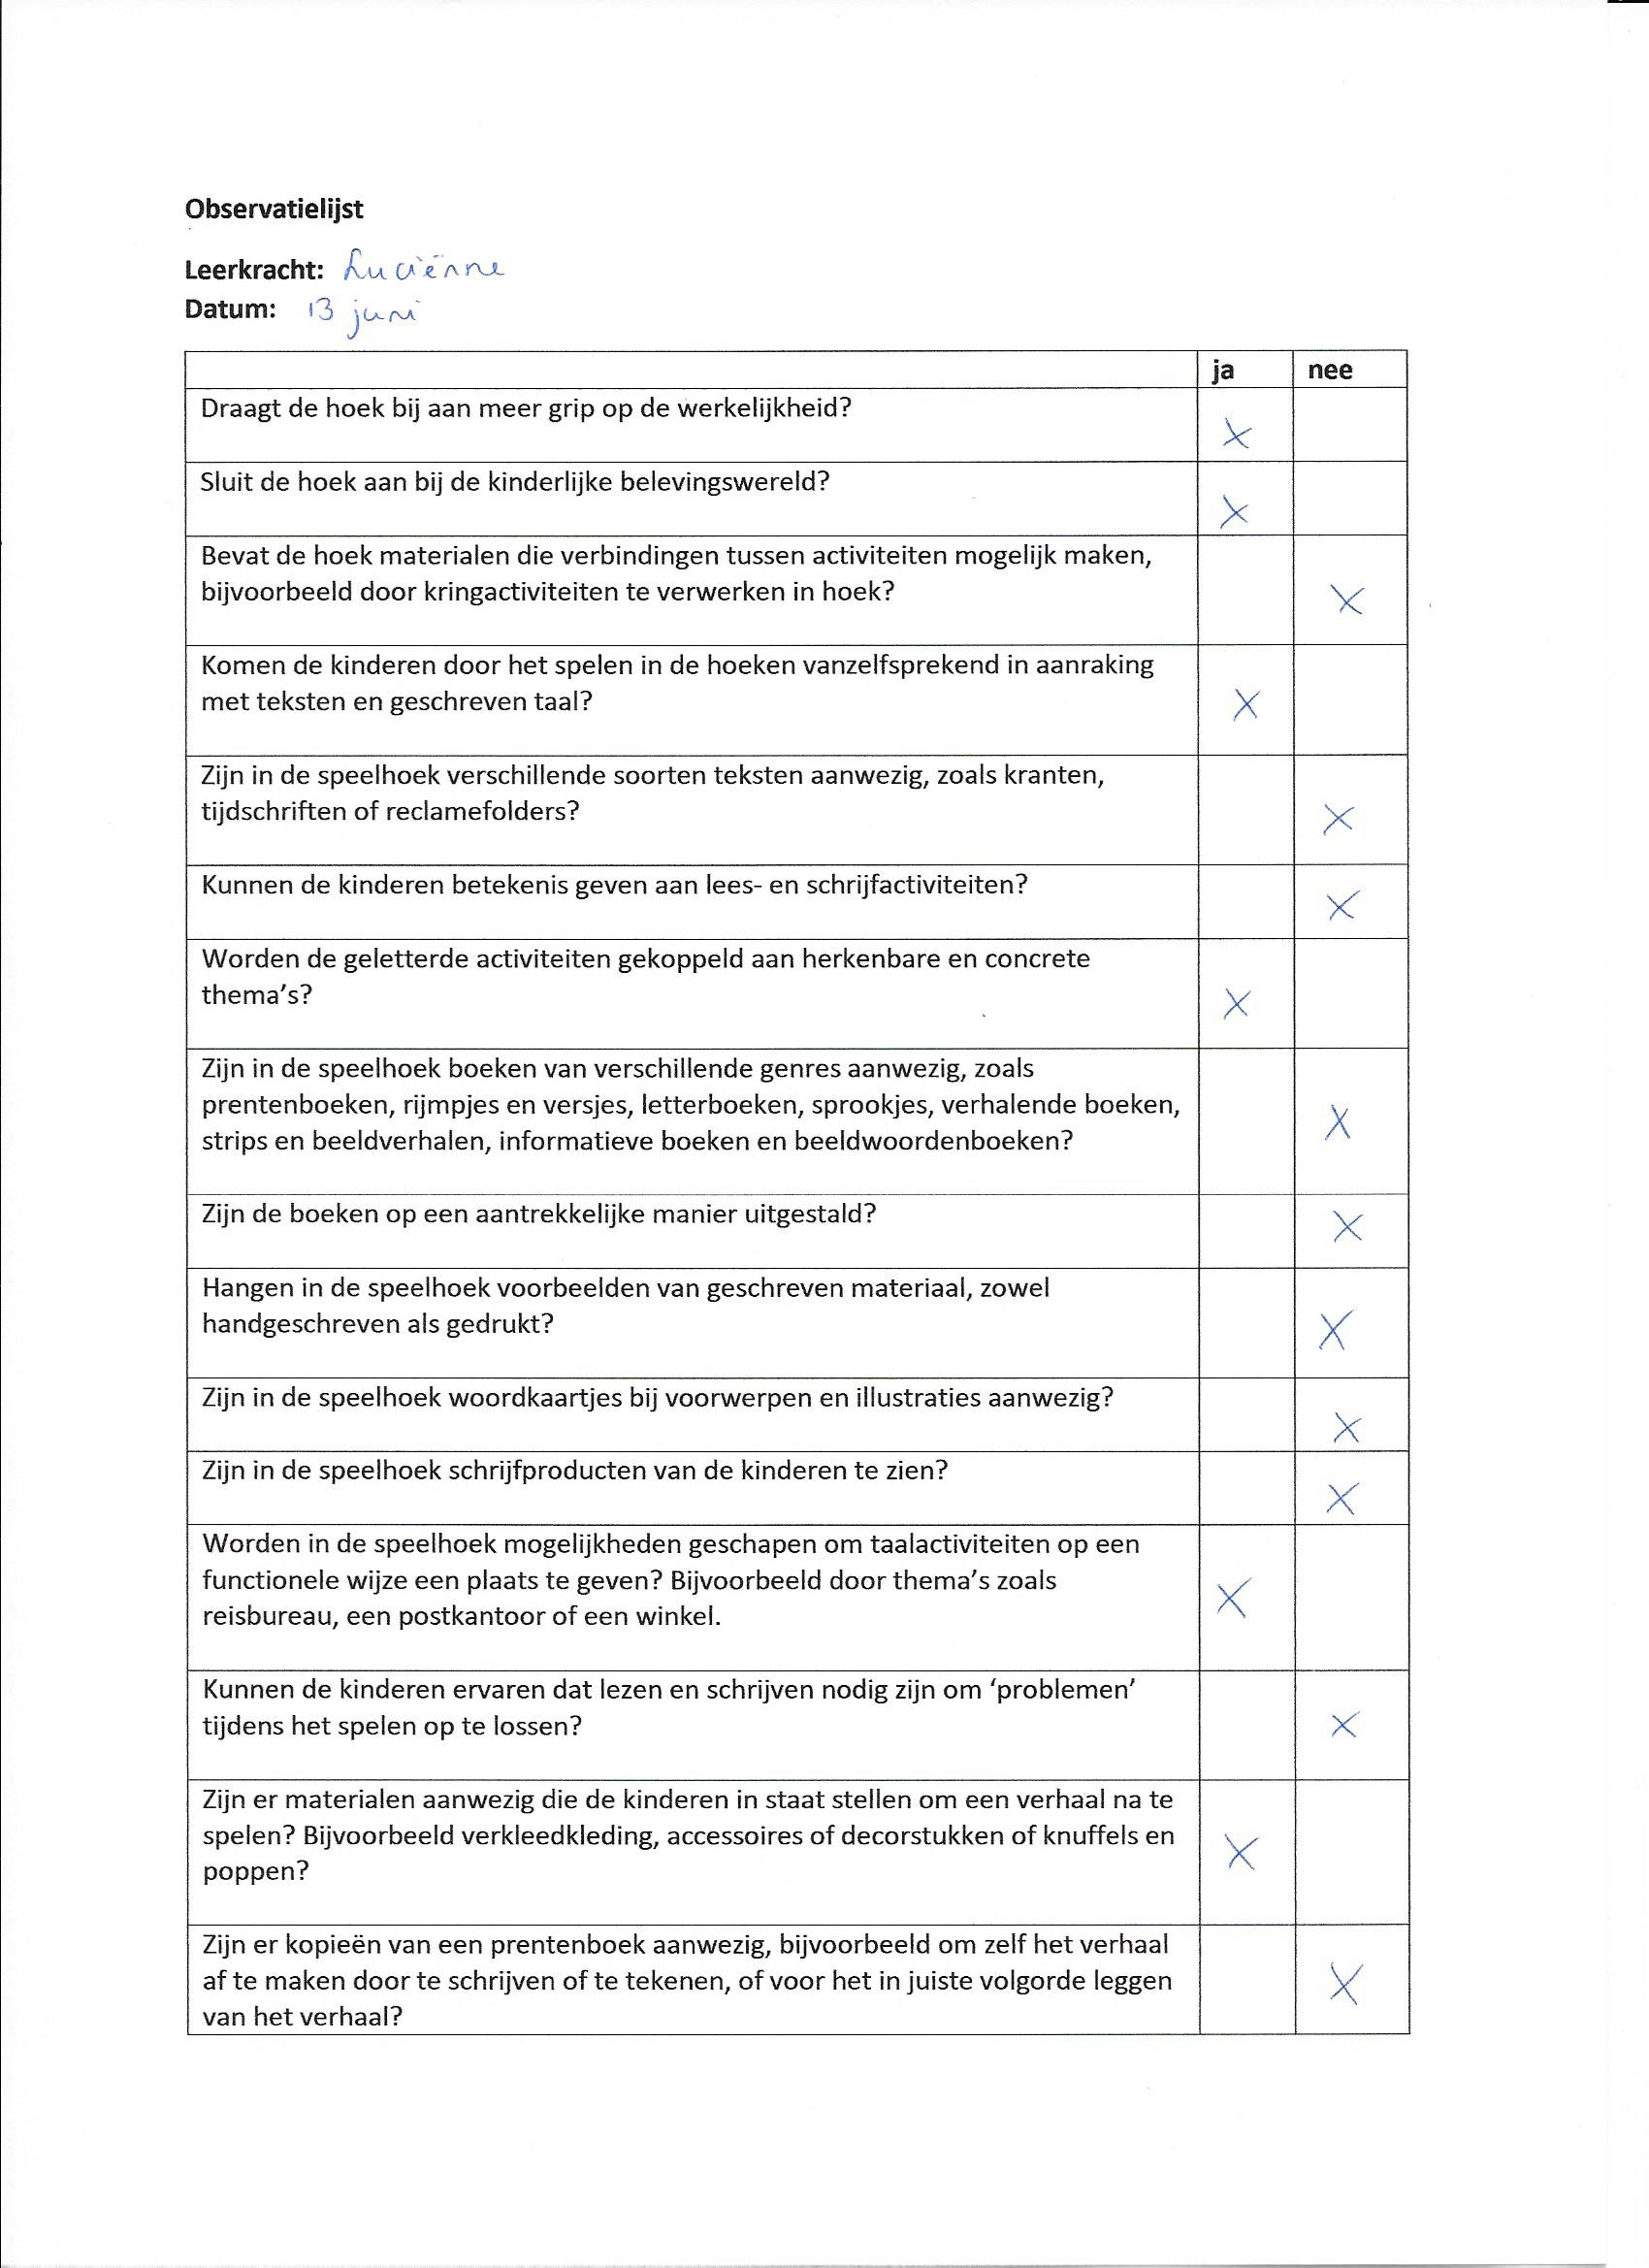 Observatielijst
Leerkracht: Luciënne
Datum: 13 juni
ja nee
Draagt de hoek bij aan meer grip op de werkelijkheid?
X
Sluit de hoek aan bij de kinderlijke belevingswereld?
X
Bevat de hoek materialen die verbindingen tussen activiteiten mogelijk maken,
bijvoorbeeld door kringactiviteiten te verwerken in hoek?
X
Komen de kinderen door het spelen in de hoeken vanzelfsprekend in aanraking
met teksten en geschreven taal?
X
Zijn in de speelhoek verschillende soorten teksten aanwezig, zoals kranten,
tijdschriften of reclamefolders?
X
Kunnen de kinderen betekenis geven aan lees- en schrijfactiviteiten?
X
Worden de geletterde activiteiten gekoppeld aan herkenbare en concrete
thema's?
X
Zijn in de speelhoek boeken van verschillende genres aanwezig, zoals
prentenboeken, rijmpjes en versjes, letterboeken, sprookjes, verhalende boeken,
strips en beeldverhalen, informatieve boeken en beeldwoordenboeken?
X
Zijn de boeken op een aantrekkelijke manier uitgestald?
X
Hangen in de speelhoek voorbeelden van geschreven materiaal, zowel
handgeschreven als gedrukt?
X
Zijn in de speelhoek woordkaartjes bij voorwerpen en illustraties aanwezig?
X
Zijn in de speelhoek schrijfproducten van de kinderen te zien?
X
Worden in de speelhoek mogelijkheden geschapen om taalactiviteiten op een
functionele wijze een plaats te geven? Bijvoorbeeld door thema's zoals
reisbureau, een postkantoor of een winkel.
X
Kunnen de kinderen ervaren dat lezen en schrijven nodig zijn om ‘problemen’
tijdens het spelen op te lossen?
X
Zijn er materialen aanwezig die de kinderen in staat stellen om een verhaal na te
spelen? Bijvoorbeeld verkleedkleding, accessoires of decorstukken of knuffels en
poppen?
X
Zijn er kopieën van een prentenboek aanwezig, bijvoorbeeld om zelf het verhaal
af te maken door te schrijven of te tekenen, of voor het in juiste volgorde leggen
van het verhaal?
X